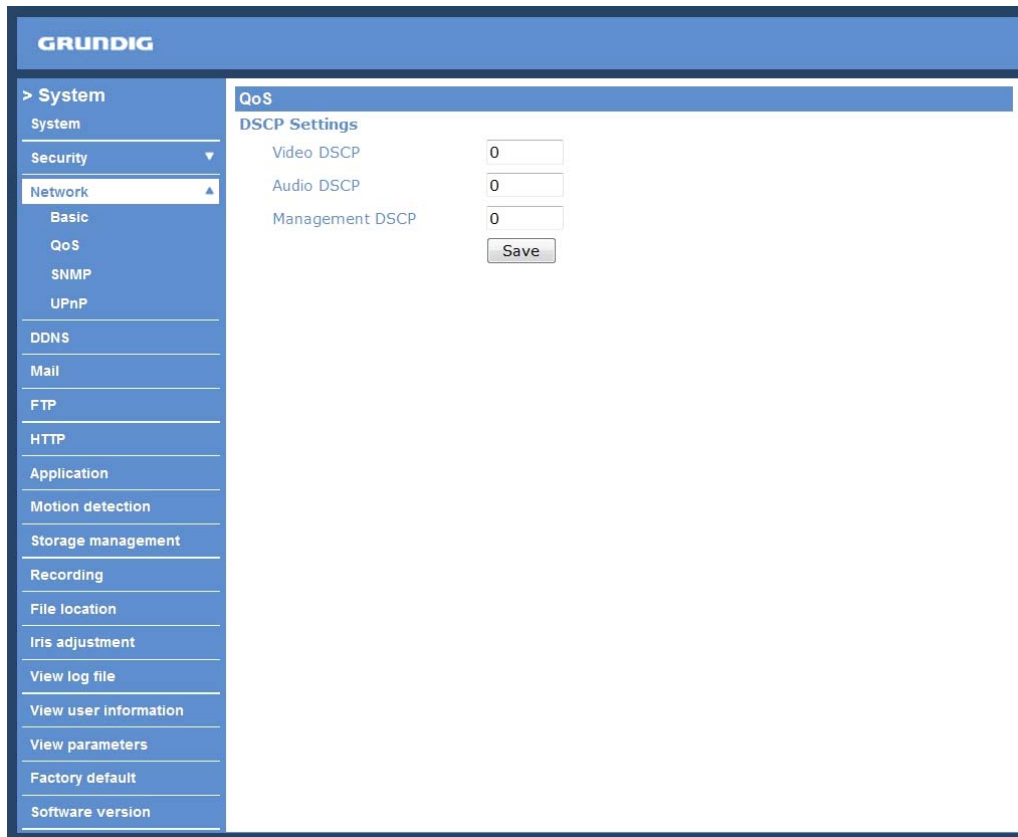 GRUNDIG
> System
System
Security
Network
Basic
QoS
SNMP
UPnP
DDNS
Mail
FTP
HTTP
Application
Motion detection
Storage management
Recording
File location
Iris adjustment
View log file
View user information
View parameters
Factory default
Software version
QoS
DSCP Settings
Video DSCP 0
Audio DSCP 0
Management DSCP 0
Save